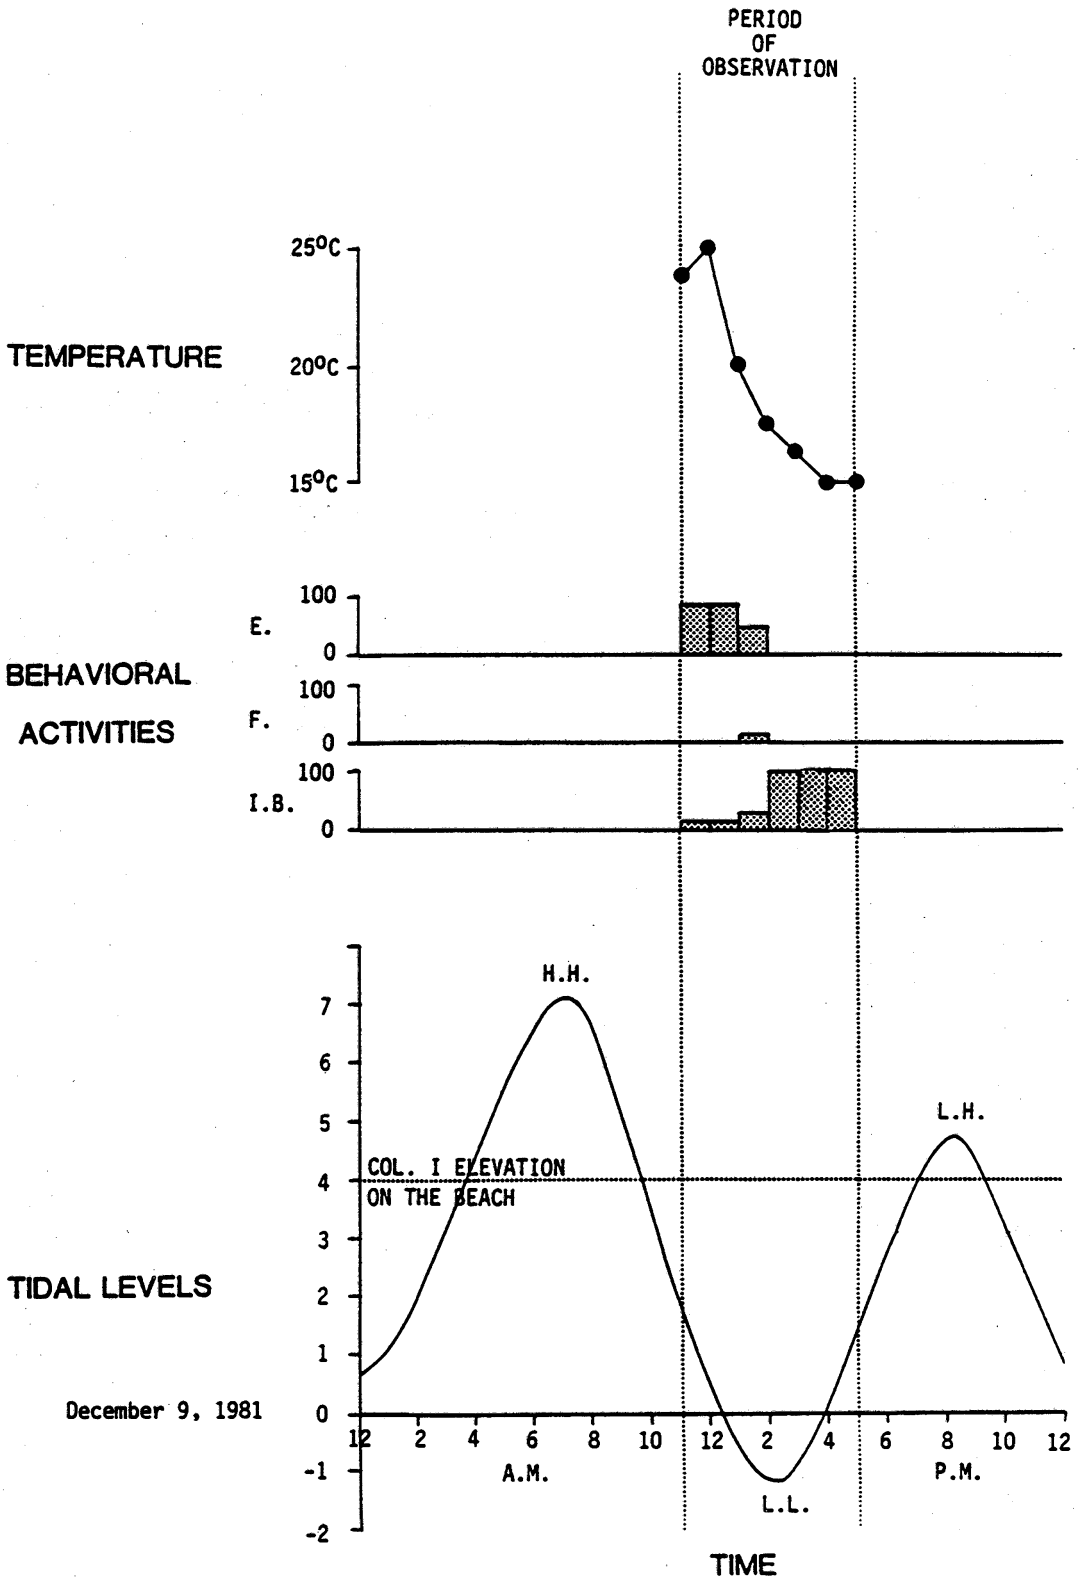 PERIOD
OF
OBSERVATION
25°C
TEMPERATURE
20°C
15°C
100
E.
0
BEHAVIORAL
ACTIVITIES
100
F.
0
100
I.B.
0
H.H.
7
6
5
L.H.
COL. I ELEVATION
4
ON THE BEACH
3
TIDAL LEVELS
2
1
December 9, 1981
0
12 2 4 6 8 10 12 2 4 6 8 10 12
-1
A.M.
P.M.
L.L.
-2
TIME